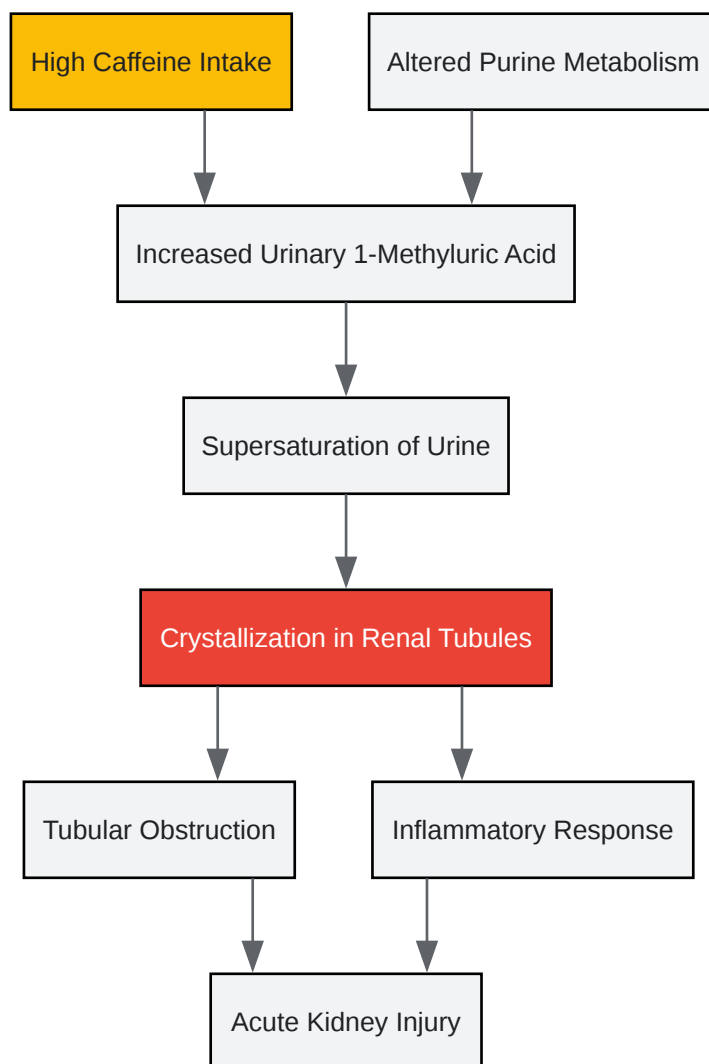 High Caffeine Intake
Altered Purine Metabolism
Increased Urinary 1-Methyluric Acid
Supersaturation of Urine
Crystallization in Renal Tubules
Tubular Obstruction
Inflammatory Response
Acute Kidney Injury